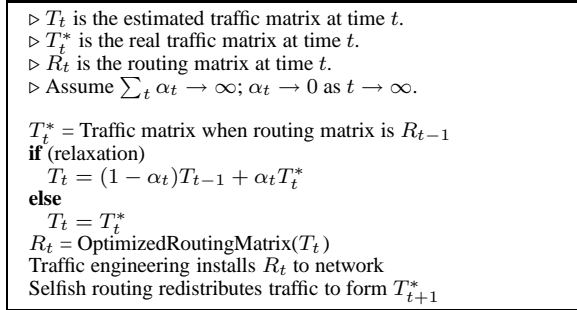 ▷ T_t is the estimated traffic matrix at time t.
▷ T_t^* is the real traffic matrix at time t.
▷ R_t is the routing matrix at time t.
▷ Assume ∑_t α_t → ∞; α_t → 0 as t → ∞.
T_t^* = Traffic matrix when routing matrix is R_{t−1}
if (relaxation)
T_t = (1 − α_t)T_{t−1} + α_tT_t^*
else
T_t = T_t^*
R_t = OptimizedRoutingMatrix(T_t)
Traffic engineering installs R_t to network
Selfish routing redistributes traffic to form T_{t+1}^*